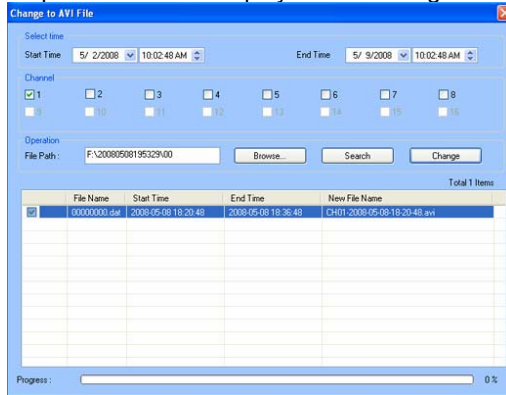 Change to AVI File
Select time
Start Time 5/ 2/2008 10:02:48 AM End Time 5/ 9/2008 10:02:48 AM
Channel
1 2 3 4 5 6 7 8
9 10 11 12 13 14 15 16
Operation
File Path : F:\20080508195329\00 Browse... Search Change
Total 1 Items
File Name Start Time End Time New File Name
00000000.dat 2008-05-08 18:20:48 2008-05-08 18:36:48 CH01-2008-05-08-18-20-48.avi
Progress : 0 %